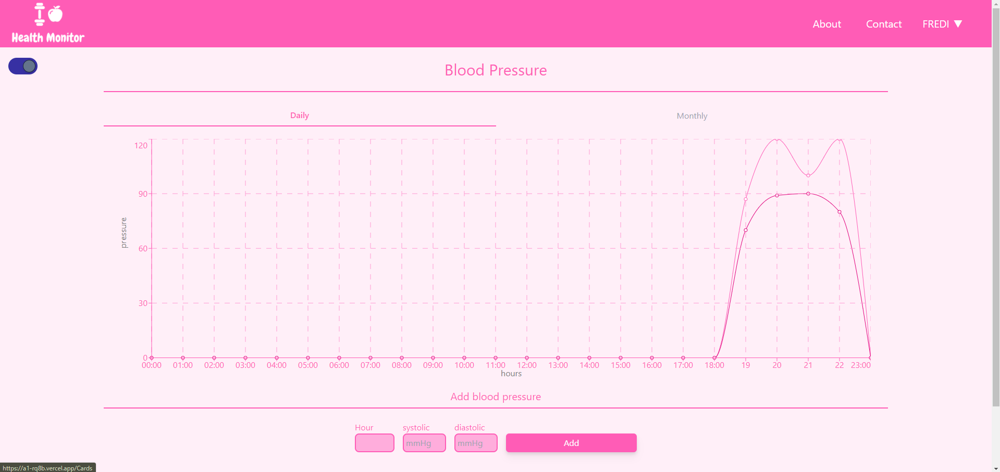 Health Monitor
About Contact FREDI ▼
Blood Pressure
Daily Monthly
120
90
60
30
0
pressure
00:00 01:00 02:00 03:00 04:00 05:00 06:00 07:00 08:00 09:00 10:00 11:00 12:00 13:00 14:00 15:00 16:00 17:00 18:00 19 20 21 22 23:00
hours
Add blood pressure
Hour systolic diastolic
mmHg mmHg Add
https://a1-rq8b.vercel.app/Cards